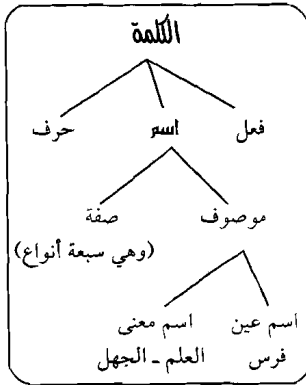 الكلمة
فعل اسم حرف
موصوف صفة
(وهي سبعة أنواع)
اسم عين اسم معنى
فرس العلم ـ الجهل